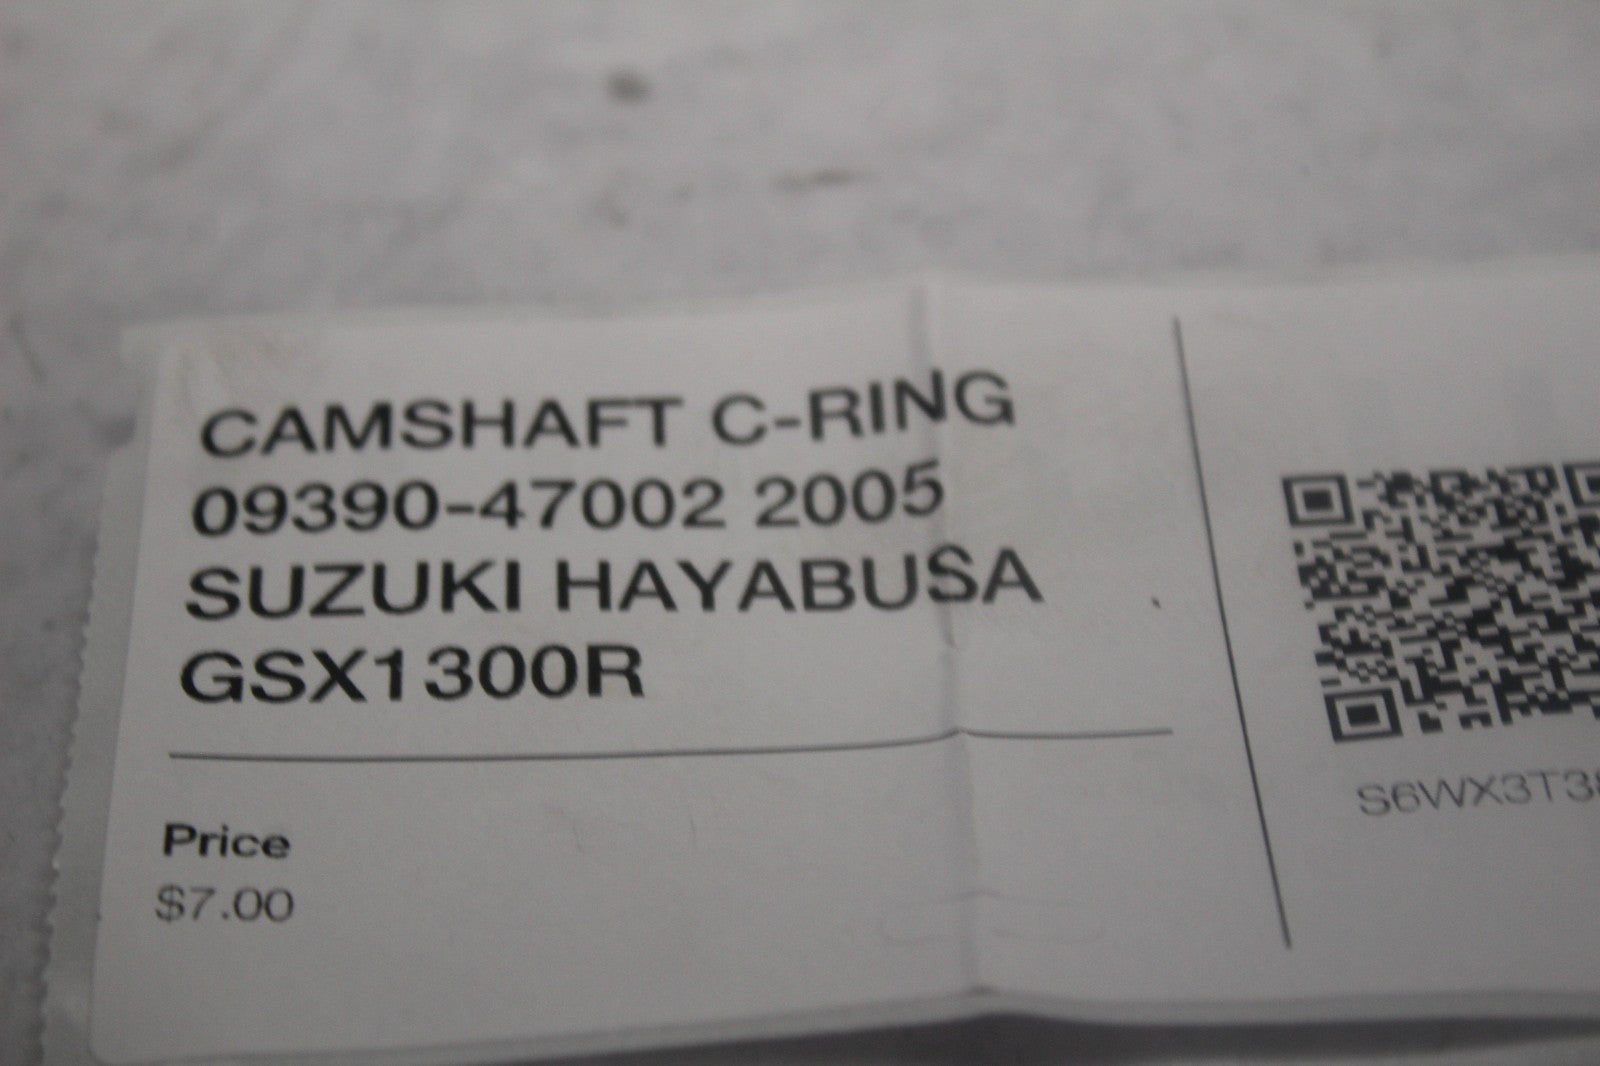 CAMSHAFT C-RING
09390-47002 2005
SUZUKI HAYABUSA
GSX1300R
Price
$7.00